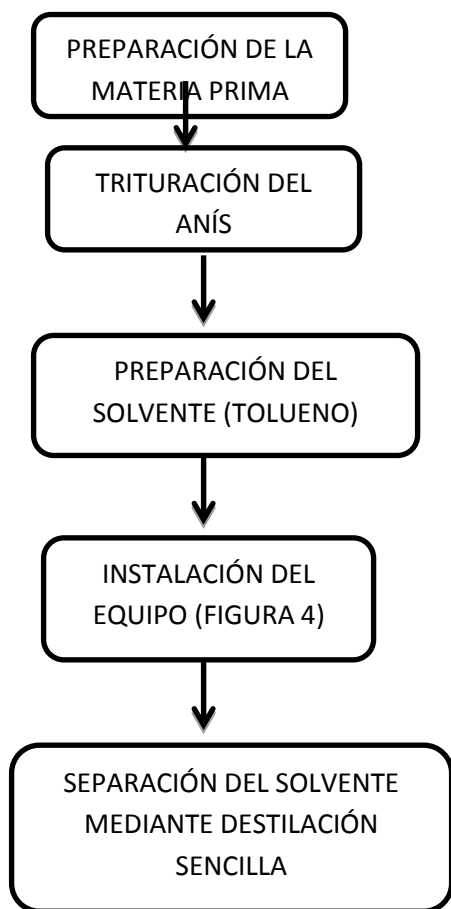 PREPARACIÓN DE LA
MATERIA PRIMA
TRITURACIÓN DEL
ANÍS
PREPARACIÓN DEL
SOLVENTE (TOLUENO)
INSTALACIÓN DEL
EQUIPO (FIGURA 4)
SEPARACIÓN DEL SOLVENTE
MEDIANTE DESTILACIÓN
SENCILLA